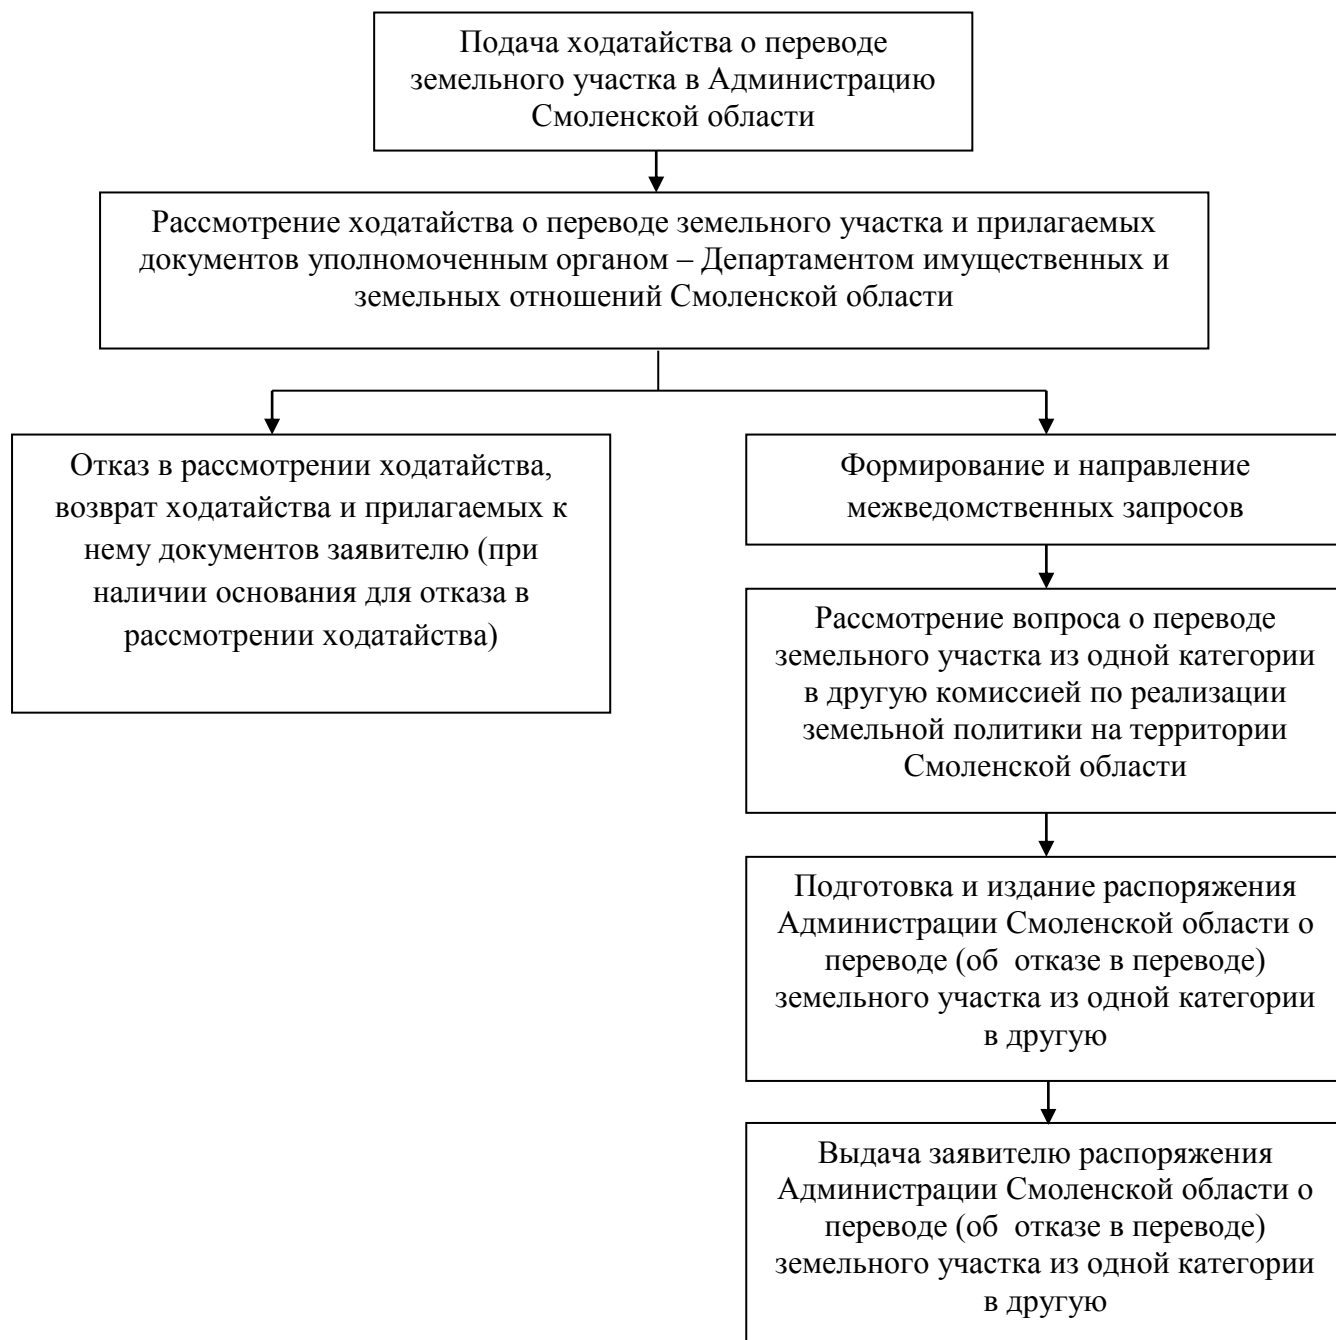 Подача ходатайства о переводе
земельного участка в Администрацию
Смоленской области
Рассмотрение ходатайства о переводе земельного участка и прилагаемых
документов уполномоченным органом – Департаментом имущественных и
земельных отношений Смоленской области
Отказ в рассмотрении ходатайства,
возврат ходатайства и прилагаемых к
нему документов заявителю (при
наличии основания для отказа в
рассмотрении ходатайства)
Формирование и направление
межведомственных запросов
Рассмотрение вопроса о переводе
земельного участка из одной категории
в другую комиссией по реализации
земельной политики на территории
Смоленской области
Подготовка и издание распоряжения
Администрации Смоленской области о
переводе (об  отказе в переводе)
земельного участка из одной категории
в другую
Выдача заявителю распоряжения
Администрации Смоленской области о
переводе (об  отказе в переводе)
земельного участка из одной категории
в другую